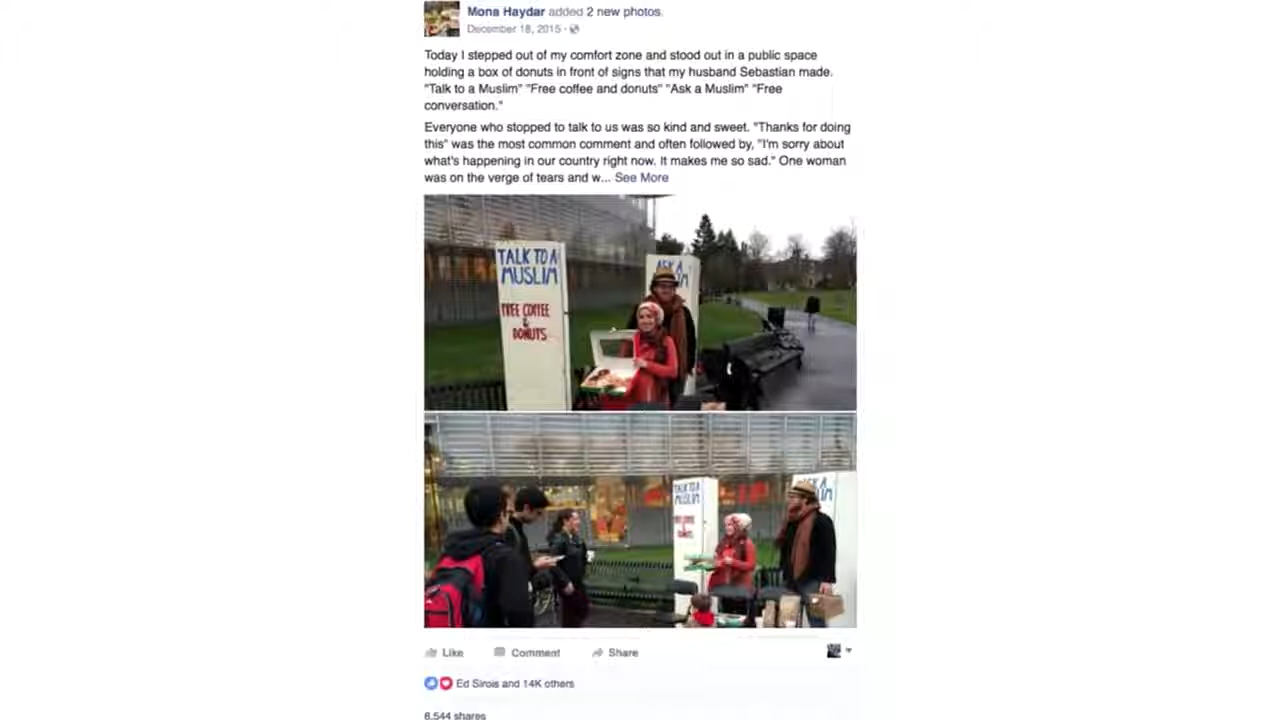 Mona Haydar added 2 new photos.
December 18, 2015 ·
Today I stepped out of my comfort zone and stood out in a public space
holding a box of donuts in front of signs that my husband Sebastian made.
"Talk to a Muslim" "Free coffee and donuts" "Ask a Muslim" "Free
conversation."
Everyone who stopped to talk to us was so kind and sweet. "Thanks for doing
this" was the most common comment and often followed by, "I'm sorry about
what's happening in our country right now. It makes me so sad." One woman
was on the verge of tears and w... See More
TALK TO A
MUSLIM
FREE COFFEE
&
DONUTS
ASK A
TALK TO A
MUSLIM
Like Comment Share
Ed Sirois and 14K others
6,544 shares